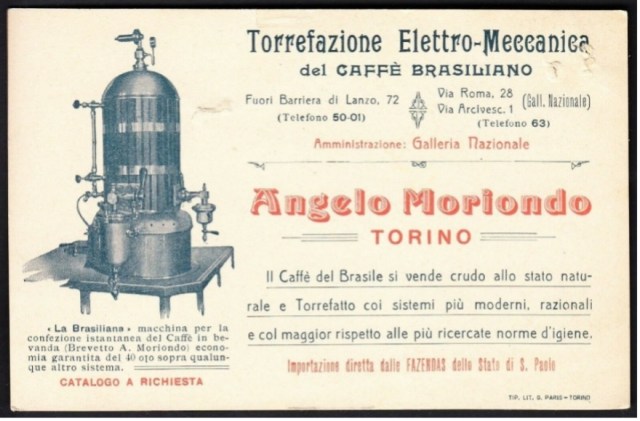 Torrefazione Elettro-Meccanica
del CAFFÈ BRASILIANO
Fuori Barriera di Lanzo, 72
(Telefono 50-01)
Via Roma, 28
Via Arcivesc. 1
(Gall. Nazionale)
(Telefono 63)
Amministrazione: Galleria Nazionale
Angelo Moriondo
TORINO
Il Caffè del Brasile si vende crudo allo stato natu-
rale e Torrefatto coi sistemi più moderni, razionali
e col maggior rispetto alle più ricercate norme d'igiene.
Importazione diretta dalle FAZENDAS dello Stato di S. Paolo
« La Brasiliana » macchina per la
confezione istantanea del Caffè in be-
vanda (Brevetto A. Moriondo) econo-
mia garantita del 40 0|0 sopra qualun-
que altro sistema.
CATALOGO A RICHIESTA
TIP. LIT. G. PARIS – TORINO